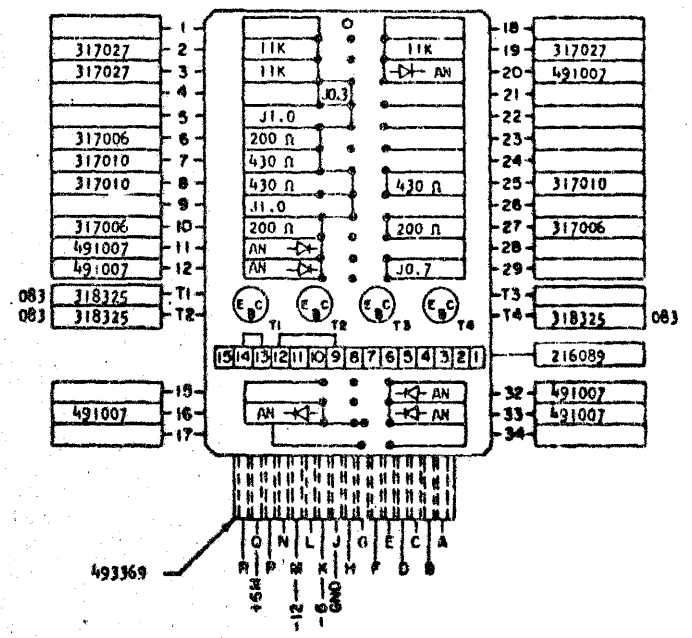 1 18
317027 2 11K 11K 19 317027
317027 3 11K AN 20 491007
4 J0.3 21
5 J1.0 22
317006 6 200 Ω 23
317010 7 430 Ω 24
317010 8 430 Ω 430 Ω 25 317010
9 J1.0 26
317006 10 200 Ω 200 Ω 27 317006
491007 11 AN 28
491007 12 AN J0.7 29
083 318325 T1 E C B E C B E C B E C B T3
083 318325 T2 T1 T2 T3 T4 T4 318325 083
15 14 13 12 11 10 9 8 7 6 5 4 3 2 1 216089
15 AN 32 491007
491007 16 AN AN 33 491007
17 34
493369
R Q P N M L K J H G F E D C B A
+6M -12 -6 GND